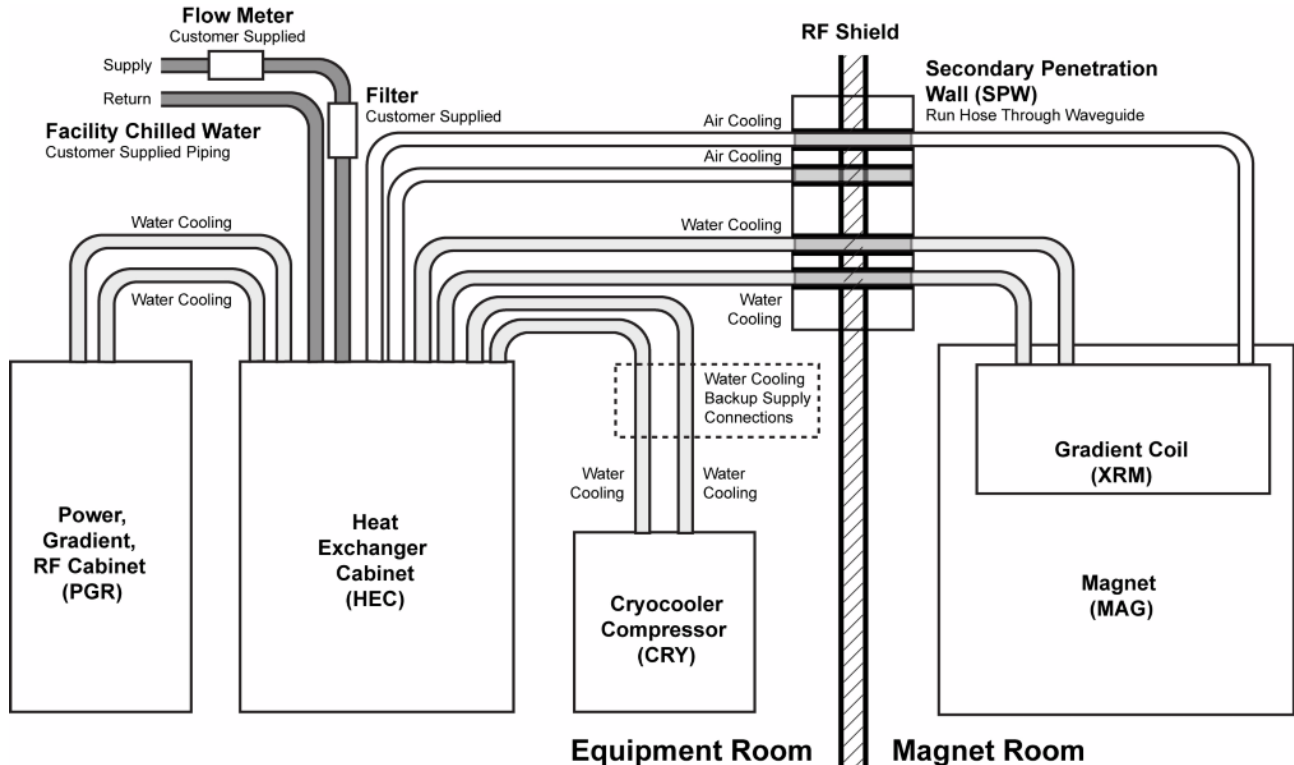 Flow Meter
Customer Supplied
Supply
Return
Facility Chilled Water
Customer Supplied Piping
Filter
Customer Supplied
RF Shield
Secondary Penetration
Wall (SPW)
Run Hose Through Waveguide
Air Cooling
Air Cooling
Water Cooling
Water Cooling
Water Cooling
Water
Cooling
Water Cooling
Backup Supply
Connections
Water
Cooling
Water
Cooling
Power,
Gradient,
RF Cabinet
(PGR)
Heat
Exchanger
Cabinet
(HEC)
Cryocooler
Compressor
(CRY)
Gradient Coil
(XRM)
Magnet
(MAG)
Equipment Room
Magnet Room